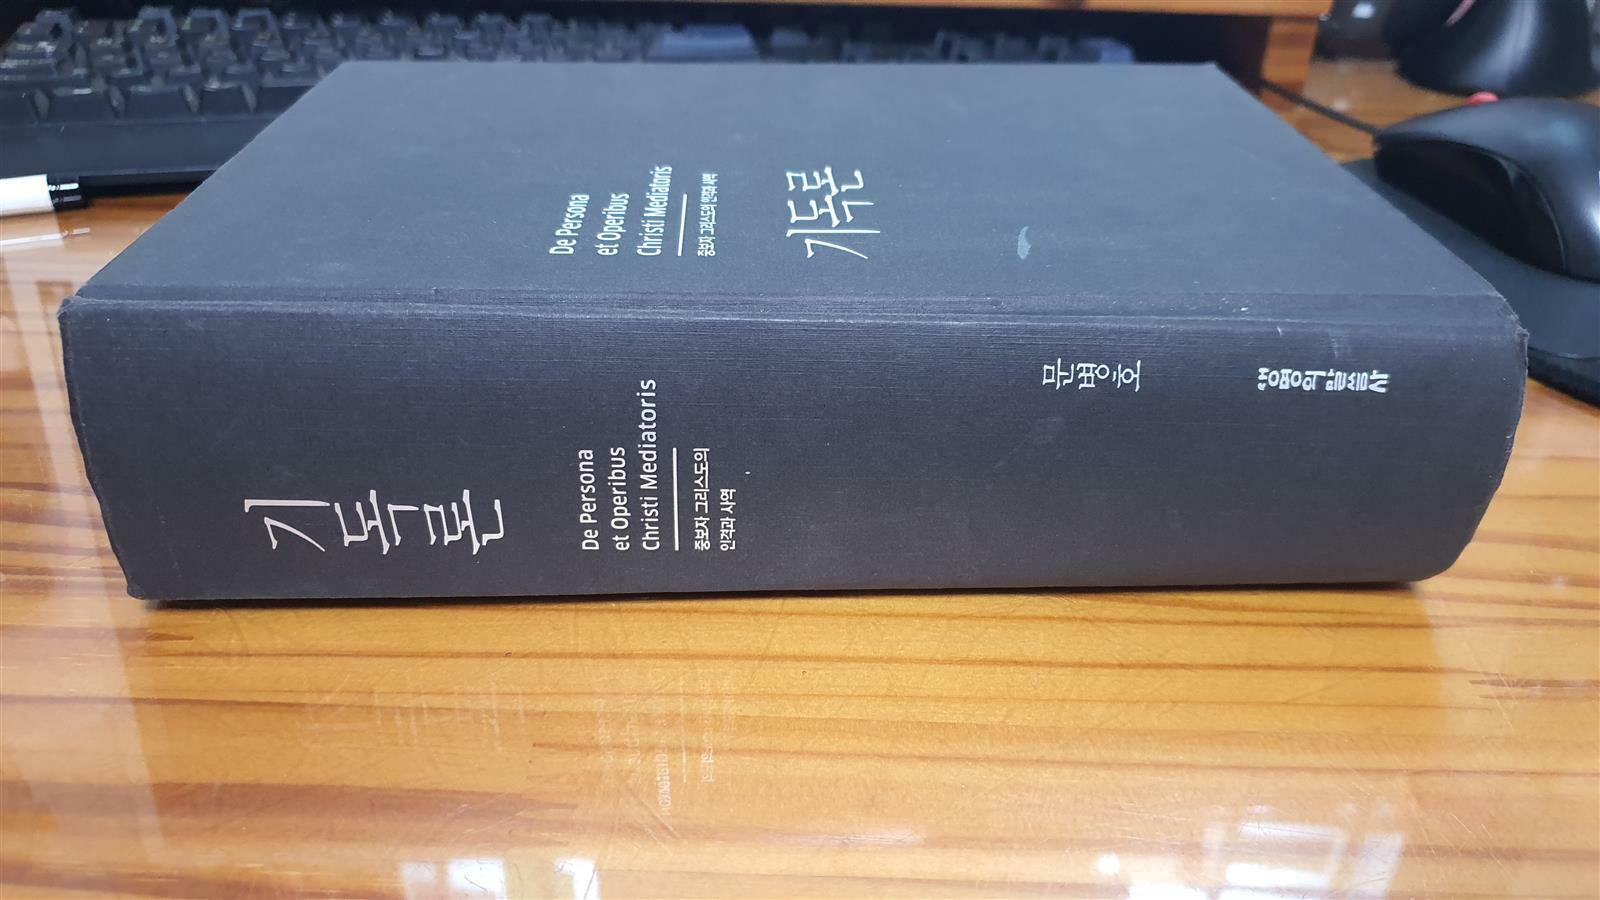 De Persona
et Operibus
Christi Mediatoris
중보자 그리스도의 인격과 사역
기독론
기독론
De Persona
et Operibus
Christi Mediatoris
중보자 그리스도의
인격과 사역
문병호
생명의말씀사